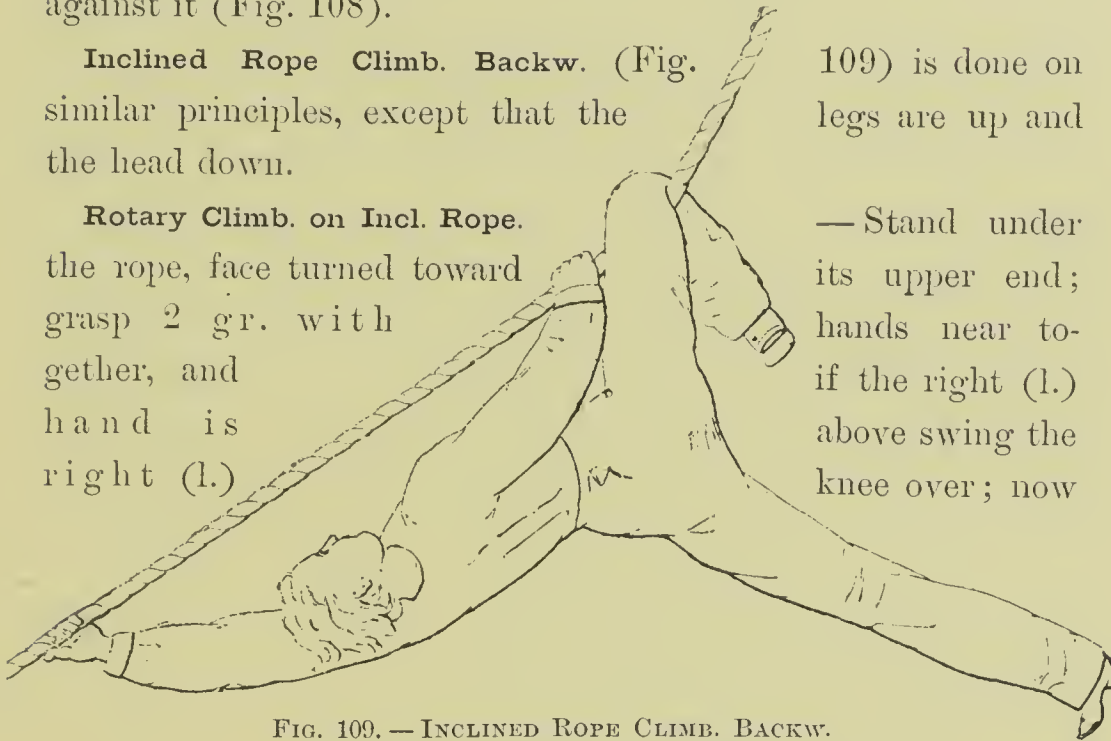 against it (Fig. 108).
Inclined Rope Climb. Backw. (Fig. 109) is done on
similar principles, except that the legs are up and
the head down.
Rotary Climb. on Incl. Rope. — Stand under
the rope, face turned toward its upper end;
grasp 2 gr. with hands near to-
gether, and if the right (l.)
hand is above swing the
right (l.) knee over; now
FIG. 109. — INCLINED ROPE CLIMB. BACKW.